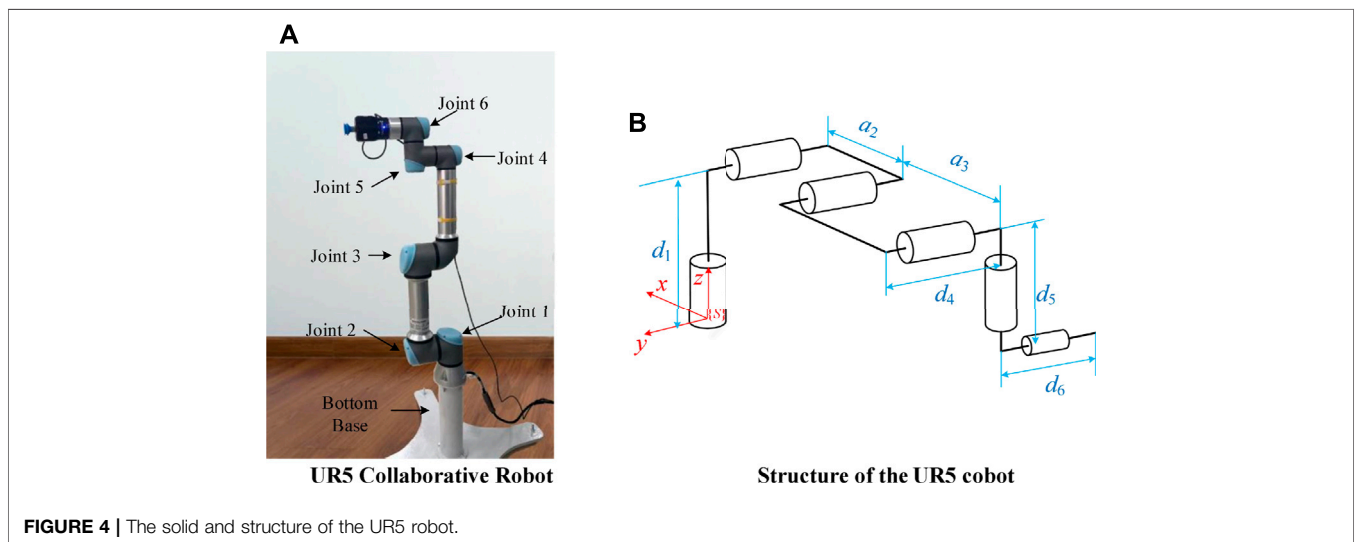 A
Joint 6
Joint 4
Joint 5
Joint 3
Joint 1
Joint 2
Bottom
Base
UR5 Collaborative Robot
B
a2
a3
d1
z
x
{S}
y
d4
d5
d6
Structure of the UR5 cobot
FIGURE 4 | The solid and structure of the UR5 robot.